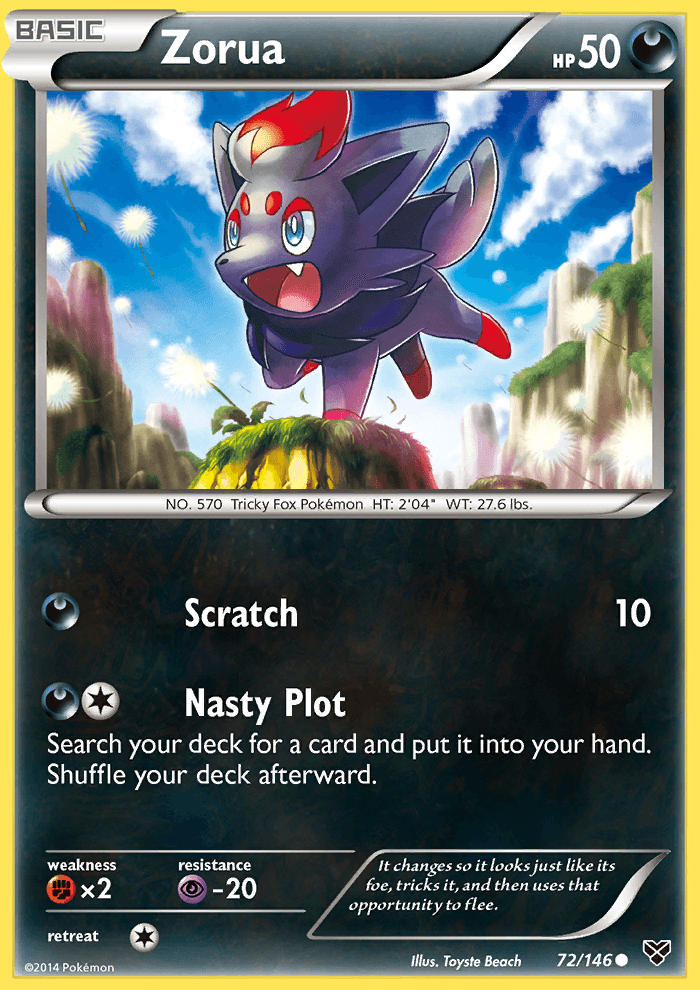 BASIC
Zorua
HP 50
NO. 570 Tricky Fox Pokémon HT: 2'04" WT: 27.6 lbs.
Scratch 10
Nasty Plot
Search your deck for a card and put it into your hand.
Shuffle your deck afterward.
weakness resistance
×2 -20
retreat
It changes so it looks just like its
foe, tricks it, and then uses that
opportunity to flee.
Illus. Toyste Beach 72/146
©2014 Pokémon